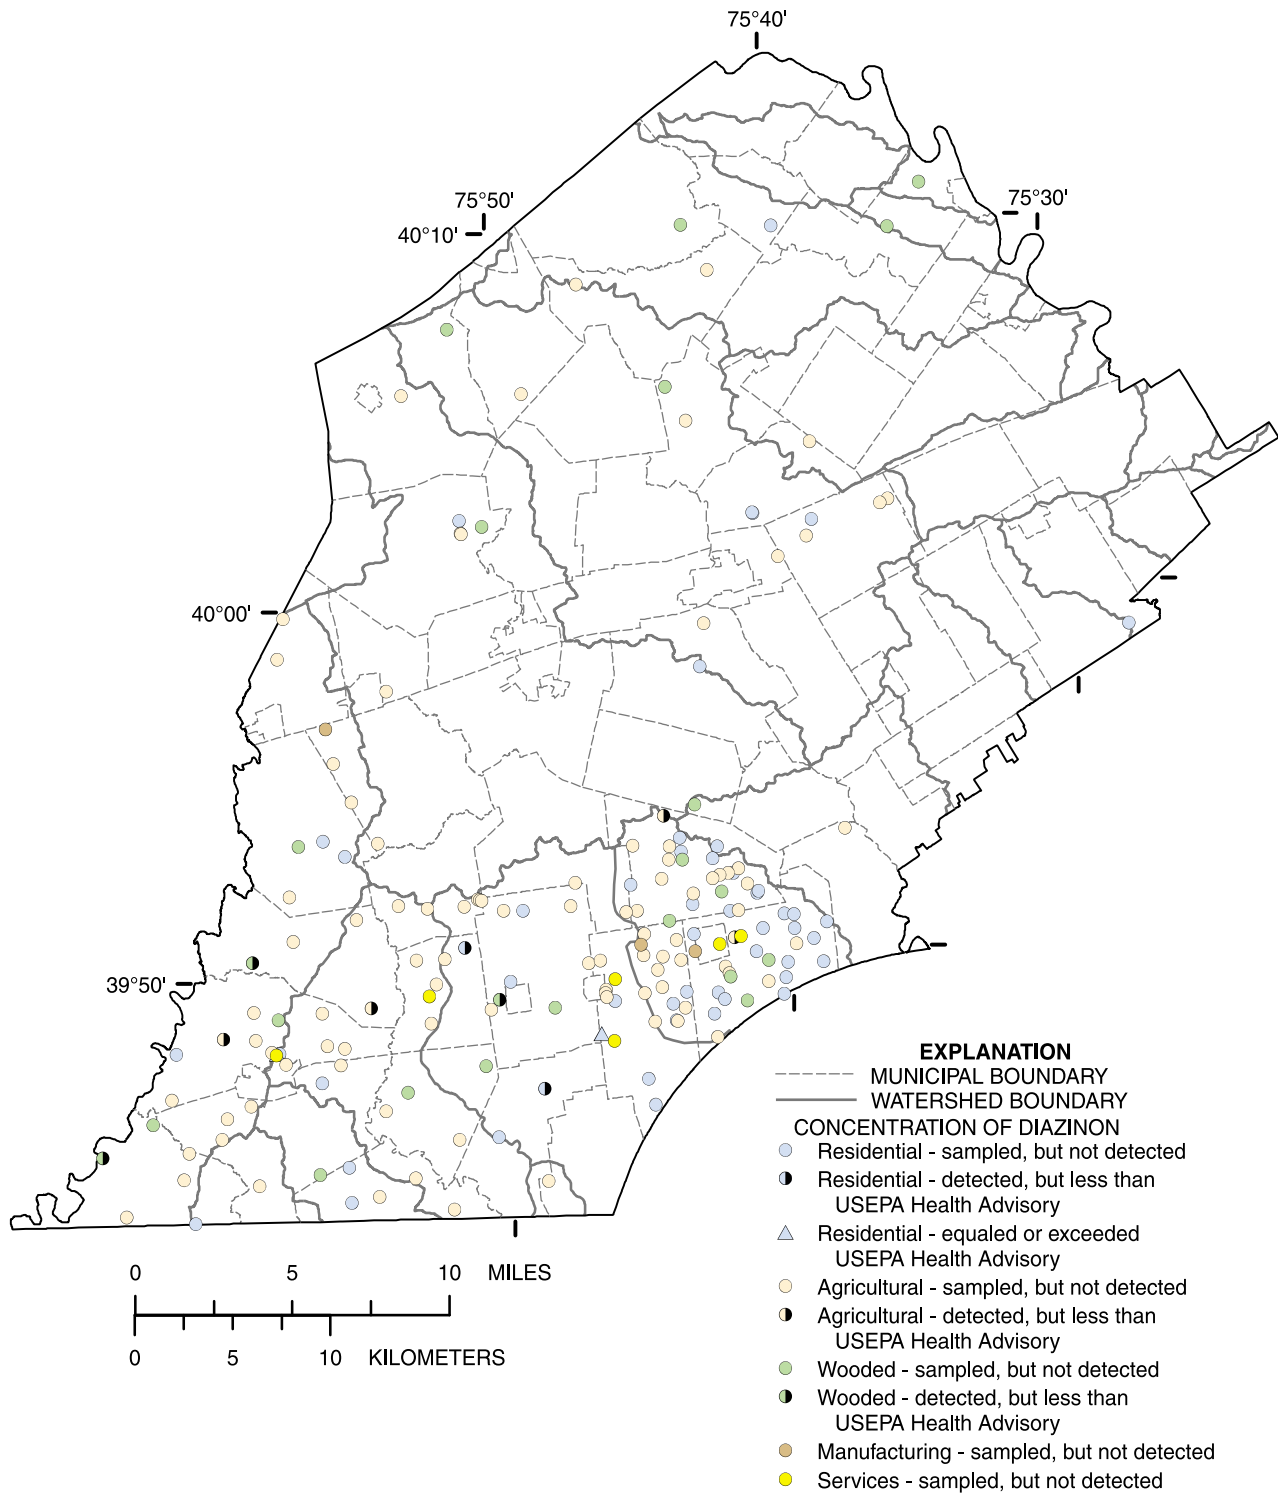 75°40'
75°50'
75°30'
40°10'
40°00'
39°50'
EXPLANATION
MUNICIPAL BOUNDARY
WATERSHED BOUNDARY
CONCENTRATION OF DIAZINON
Residential - sampled, but not detected
Residential - detected, but less than
USEPA Health Advisory
Residential - equaled or exceeded
USEPA Health Advisory
Agricultural - sampled, but not detected
Agricultural - detected, but less than
USEPA Health Advisory
Wooded - sampled, but not detected
Wooded - detected, but less than
USEPA Health Advisory
Manufacturing - sampled, but not detected
Services - sampled, but not detected
0 5 10 MILES
0 5 10 KILOMETERS